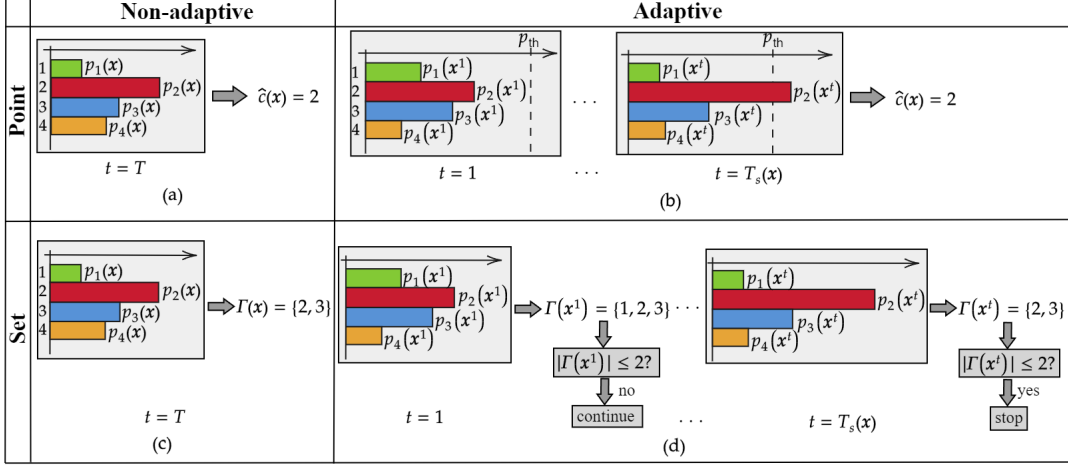 Non-adaptive
Adaptive
Point
1
2
3
4
p₁(x)
p₂(x)
p₃(x)
p₄(x)
ĉ(x) = 2
t = T
(a)
pth
1
2
3
4
p₁(x¹)
p₂(x¹)
p₃(x¹)
p₄(x¹)
t = 1
· · ·
· · ·
pth
p₁(xᵗ)
p₂(xᵗ)
p₃(xᵗ)
p₄(xᵗ)
ĉ(x) = 2
t = Tₛ(x)
(b)
Set
1
2
3
4
p₁(x)
p₂(x)
p₃(x)
p₄(x)
Γ(x) = {2, 3}
t = T
(c)
p₁(x¹)
p₂(x¹)
p₃(x¹)
p₄(x¹)
Γ(x¹) = {1, 2, 3} · · ·
|Γ(x¹)| ≤ 2?
no
continue
t = 1
· · ·
p₁(xᵗ)
p₂(xᵗ)
p₃(xᵗ)
p₄(xᵗ)
Γ(xᵗ) = {2, 3}
|Γ(xᵗ)| ≤ 2?
yes
stop
t = Tₛ(x)
(d)